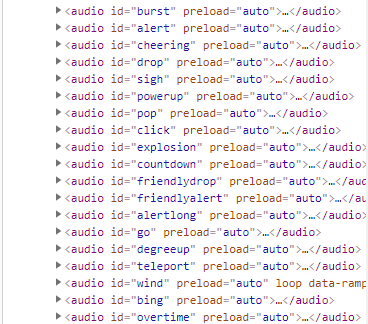 <audio id="burst" preload="auto">…</audio>
<audio id="alert" preload="auto">…</audio>
<audio id="cheering" preload="auto">…</audio>
<audio id="drop" preload="auto">…</audio>
<audio id="sigh" preload="auto">…</audio>
<audio id="powerup" preload="auto">…</audio>
<audio id="pop" preload="auto">…</audio>
<audio id="click" preload="auto">…</audio>
<audio id="explosion" preload="auto">…</audio>
<audio id="countdown" preload="auto">…</audio>
<audio id="friendlydrop" preload="auto">…</au
<audio id="friendlyalert" preload="auto">…</a
<audio id="alertlong" preload="auto">…</audio>
<audio id="go" preload="auto">…</audio>
<audio id="degreeup" preload="auto">…</audio>
<audio id="teleport" preload="auto">…</audio>
<audio id="wind" preload="auto" loop data-ramp
<audio id="bing" preload="auto">…</audio>
<audio id="overtime" preload="auto">…</audio>